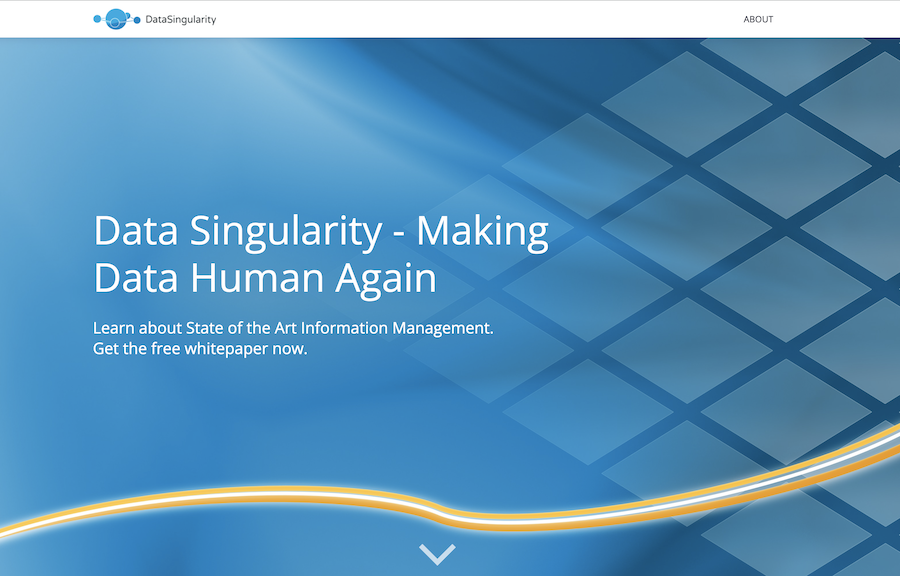 DataSingularity
ABOUT
Data Singularity - Making
Data Human Again
Learn about State of the Art Information Management.
Get the free whitepaper now.